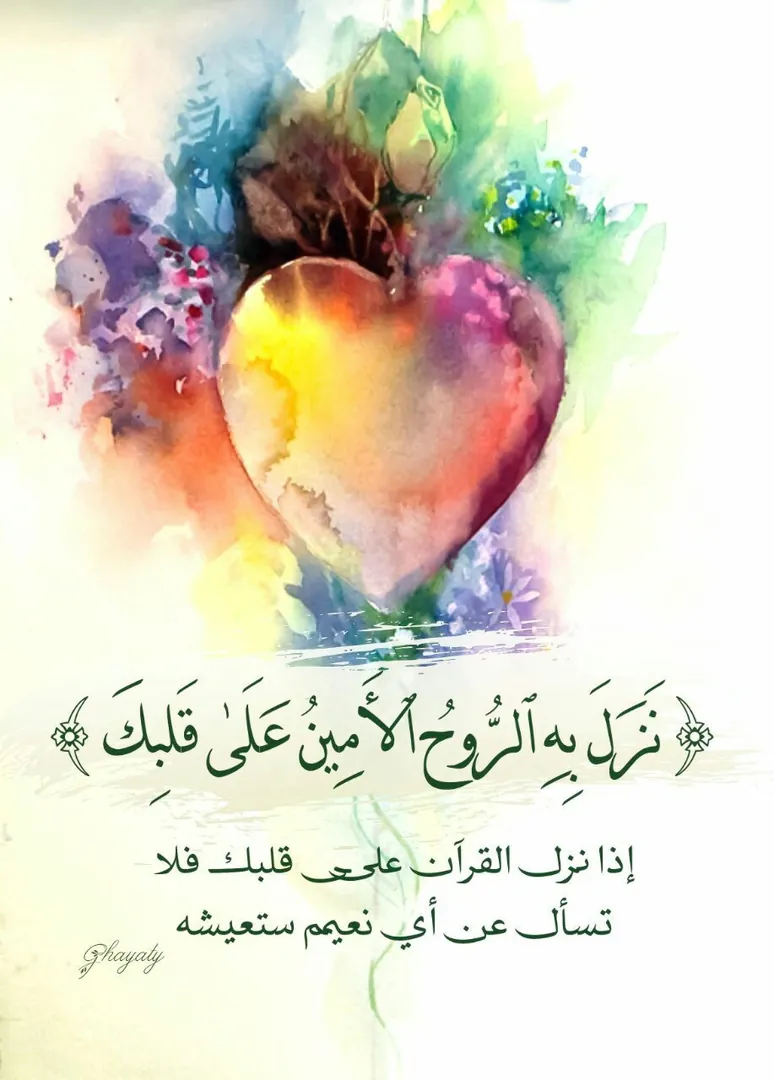 ﴿نَزَلَ بِهِ ٱلرُّوحُ ٱلْأَمِينُ عَلَىٰ قَلْبِكَ﴾
إذا نزل القرآن على قلبك فلا
تسأل عن أي نعيم ستعيشه
Ghayaty